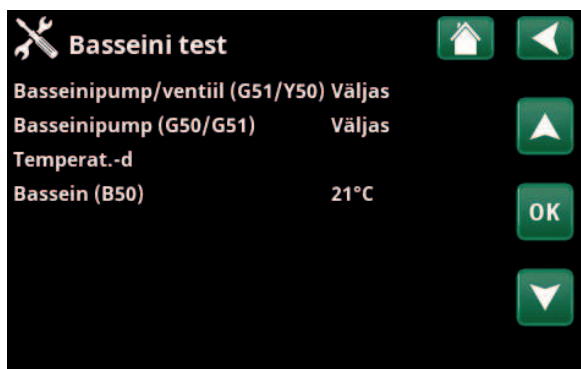 Basseini test
Basseinipump/ventiil (G51/Y50) Väljas
Basseinipump (G50/G51) Väljas
Temperat.-d
Bassein (B50) 21°C
OK